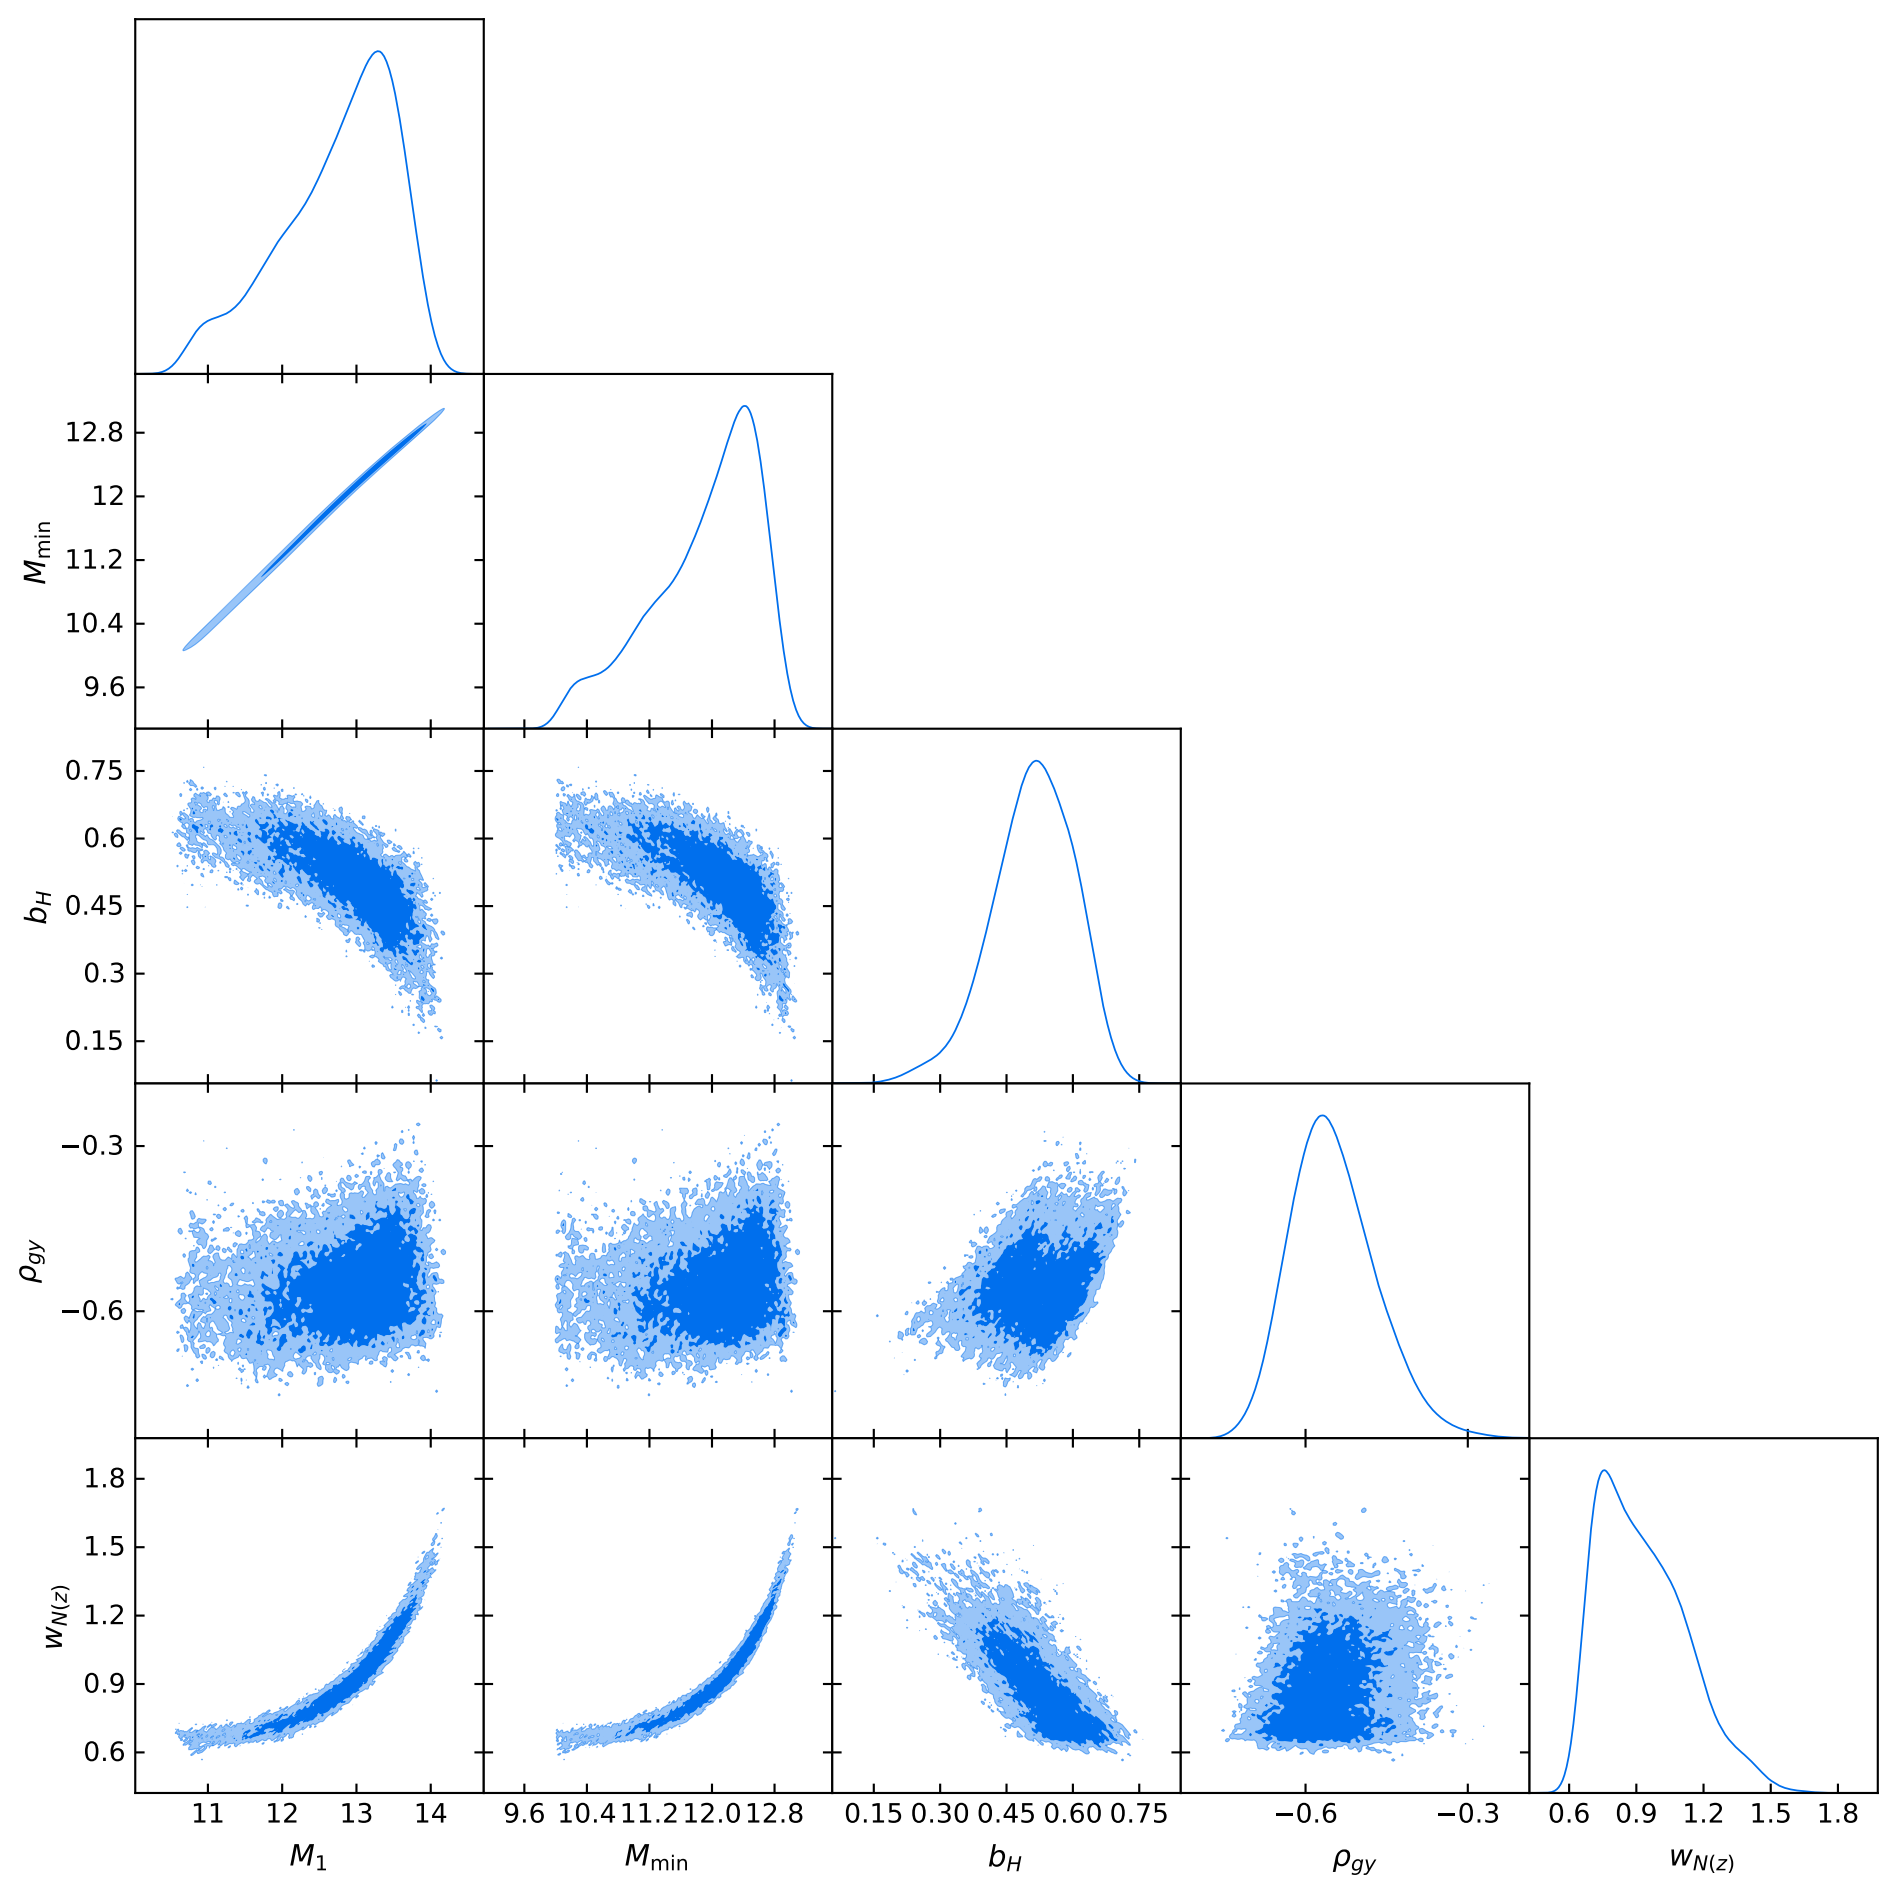 12.8
12
11.2
10.4
9.6
M_min
0.75
0.6
0.45
0.3
0.15
b_H
−0.3
−0.6
ρ_gy
1.8
1.5
1.2
0.9
0.6
w_N(z)
11 12 13 14
9.6 10.4 11.2 12.0 12.8
0.15 0.30 0.45 0.60 0.75
−0.6 −0.3
0.6 0.9 1.2 1.5 1.8
M_1
M_min
b_H
ρ_gy
w_N(z)